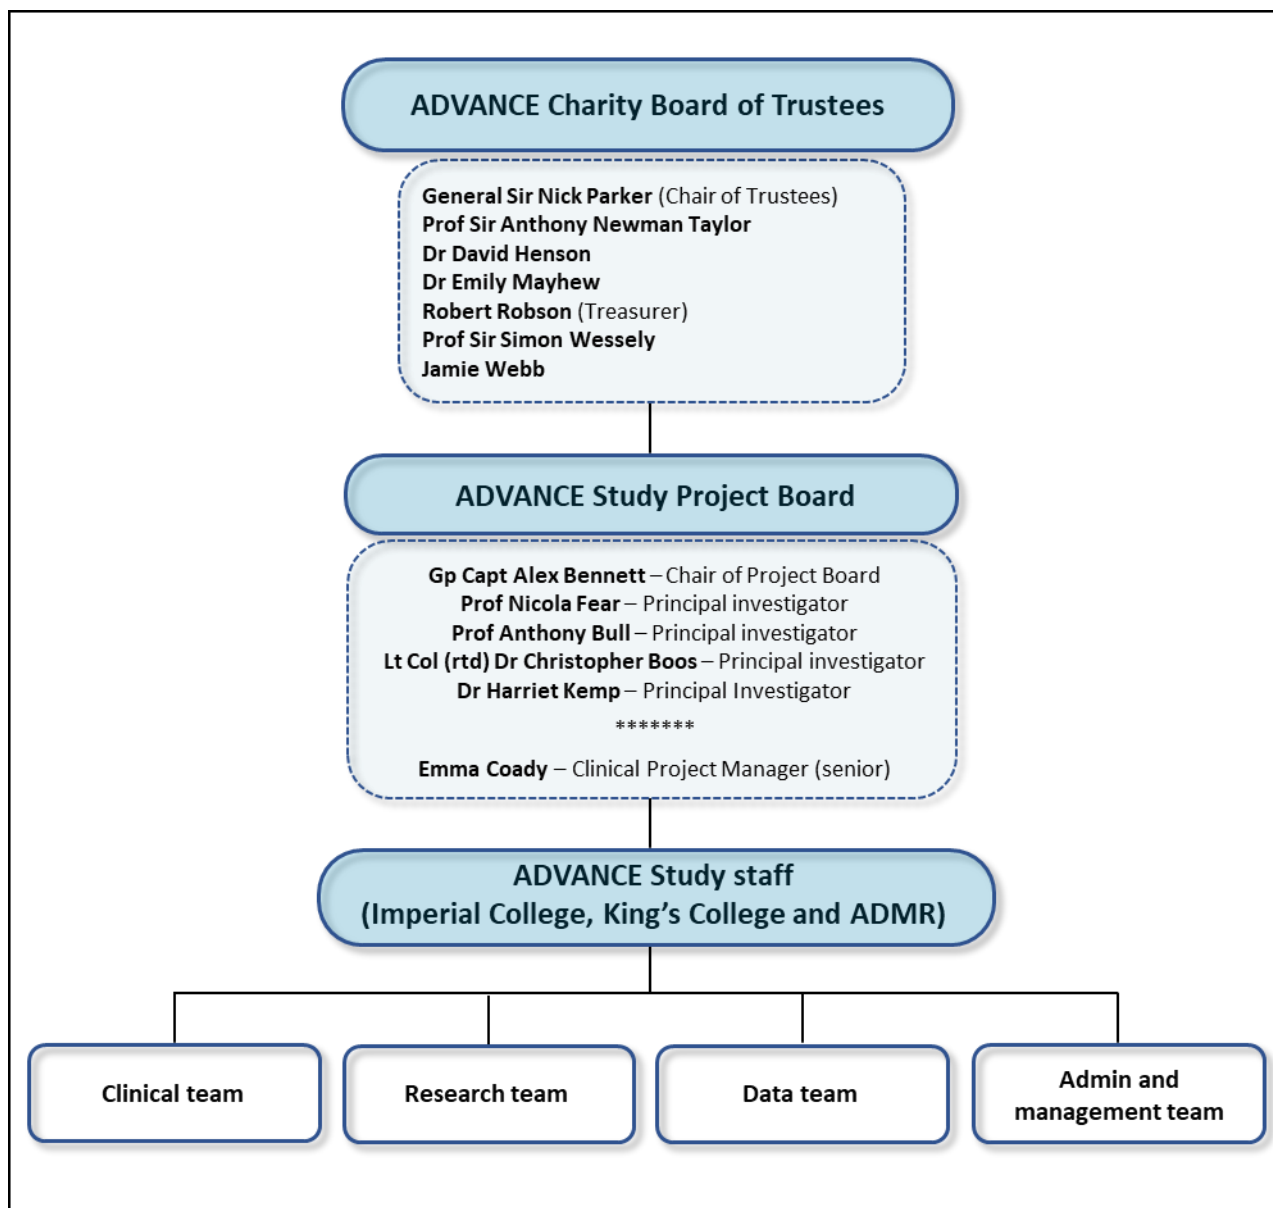 ADVANCE Charity Board of Trustees
General Sir Nick Parker (Chair of Trustees)
Prof Sir Anthony Newman Taylor
Dr David Henson
Dr Emily Mayhew
Robert Robson (Treasurer)
Prof Sir Simon Wessely
Jamie Webb
ADVANCE Study Project Board
Gp Capt Alex Bennett – Chair of Project Board
Prof Nicola Fear – Principal investigator
Prof Anthony Bull – Principal investigator
Lt Col (rtd) Dr Christopher Boos – Principal investigator
Dr Harriet Kemp – Principal Investigator
*******
Emma Coady – Clinical Project Manager (senior)
ADVANCE Study staff
(Imperial College, King’s College and ADMR)
Clinical team
Research team
Data team
Admin and
management team